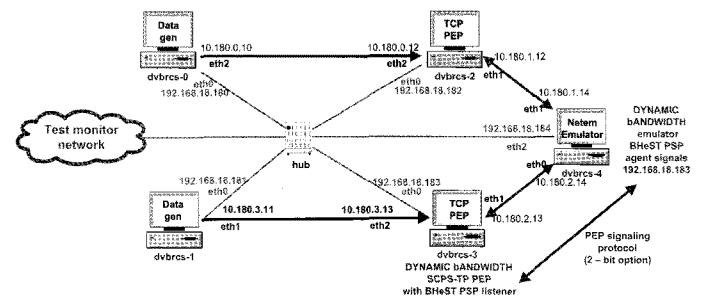 Data
gen
dvbrcs-0
10.180.0.10
eth2
10.180.0.12
eth2
TCP
PEP
dvbrcs-2
eth0
192.168.18.180
eth0
192.168.18.182
10.180.1.12
eth1
10.180.1.14
eth1
Test monitor
network
hub
192.168.18.184
eth2
Netem
Emulator
dvbrcs-4
DYNAMIC
bANDWIDTH
emulator
BHeST PSP
agent signals
192.168.18.183
192.168.18.181
eth0
192.168.18.183
eth0
eth0
10.180.2.14
eth1
10.180.2.13
Data
gen
dvbrcs-1
10.180.3.11
eth1
10.180.3.13
eth2
TCP
PEP
dvbrcs-3
DYNAMIC bANDWIDTH
SCPS-TP PEP
with BHeST PSP listener
PEP signaling
protocol
(2 – bit option)